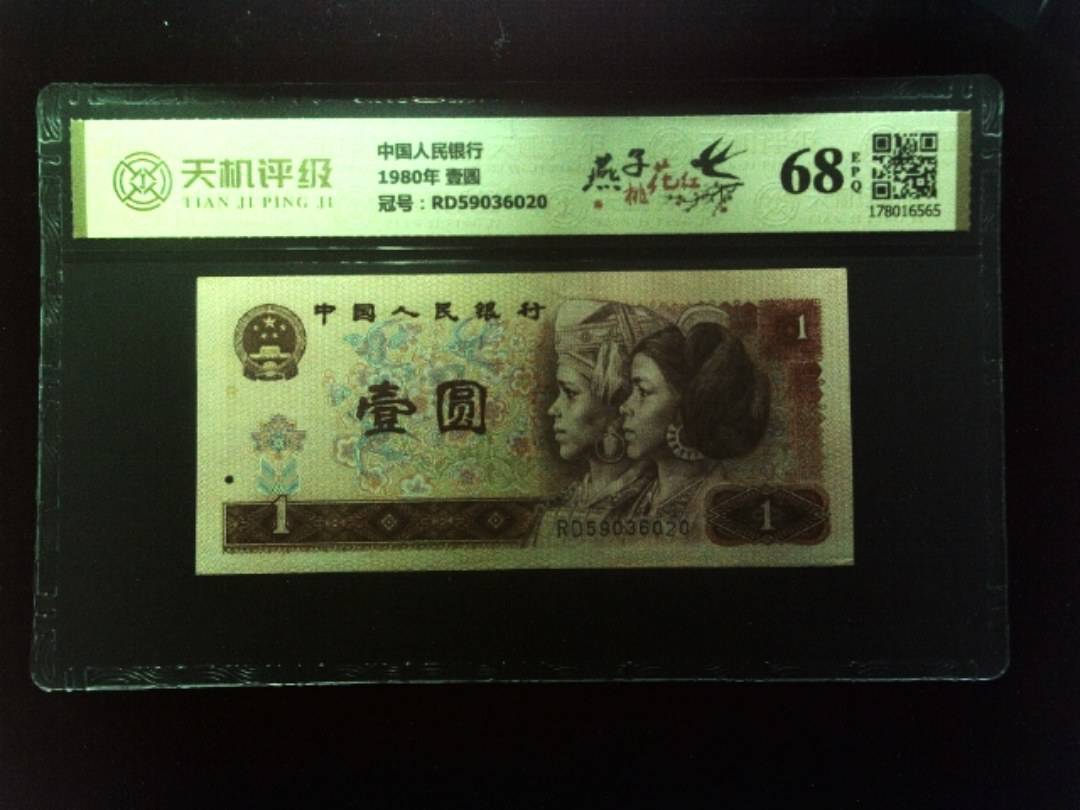 天机评级
TIAN JI PING JI
中国人民银行
1980年 壹圆
冠号：RD59036020
燕子
桃花红
68
EPQ
178016565
中国人民银行
1
壹圆
1
RD59036020
1